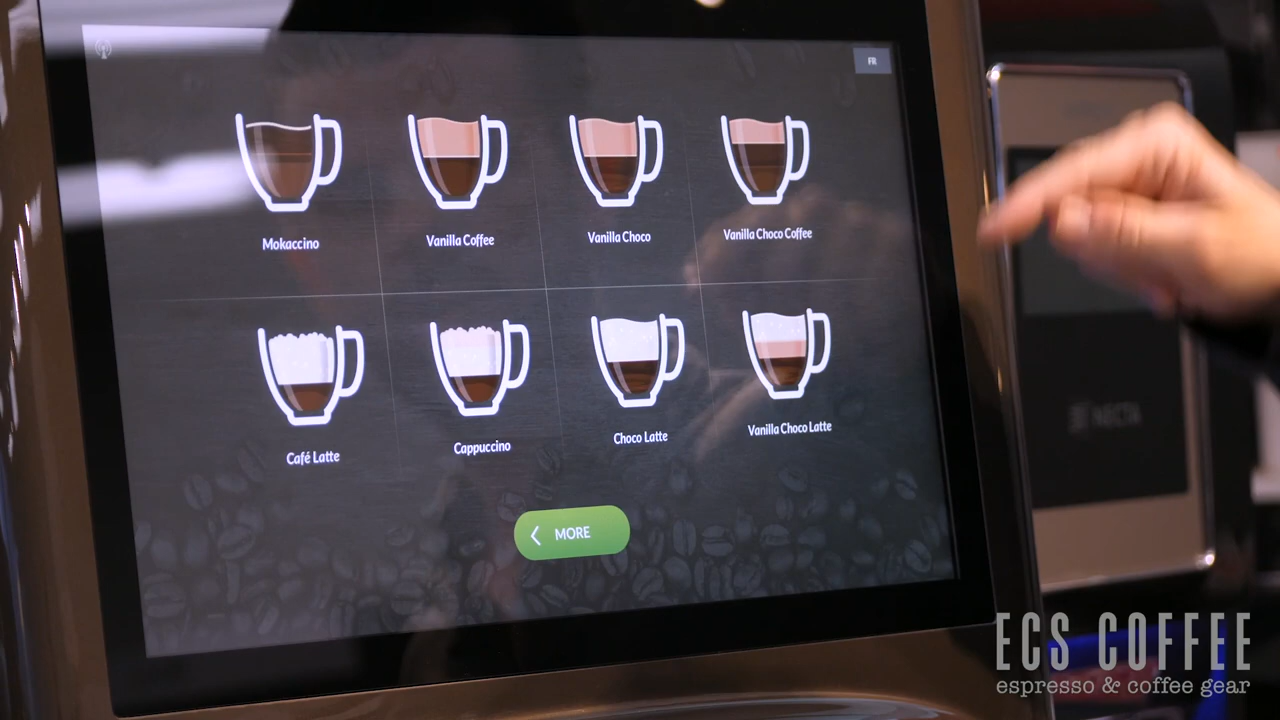 FR
Mokaccino
Vanilla Coffee
Vanilla Choco
Vanilla Choco Coffee
Café Latte
Cappuccino
Choco Latte
Vanilla Choco Latte
MORE
NECTA
ECS COFFEE
espresso & coffee gear